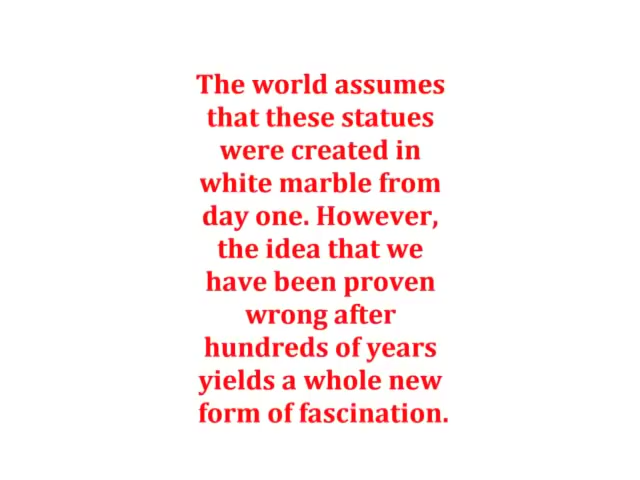 The world assumes
that these statues
were created in
white marble from
day one. However,
the idea that we
have been proven
wrong after
hundreds of years
yields a whole new
form of fascination.